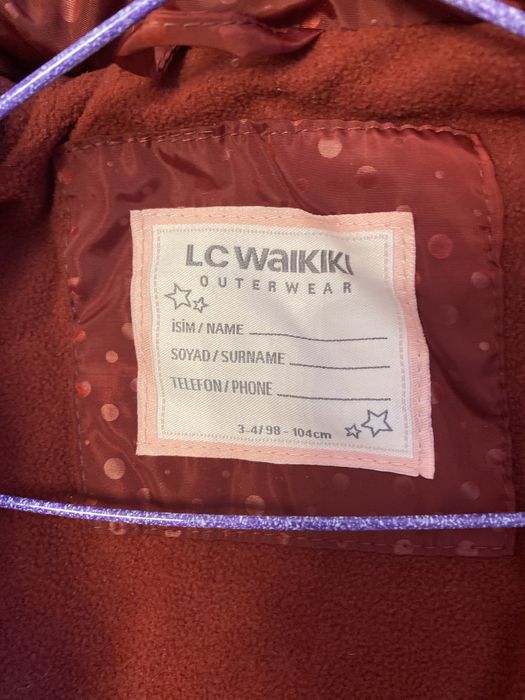 LC WAIKIKI
OUTERWEAR
İSİM / NAME
SOYAD / SURNAME
TELEFON / PHONE
3-4 / 98 - 104cm